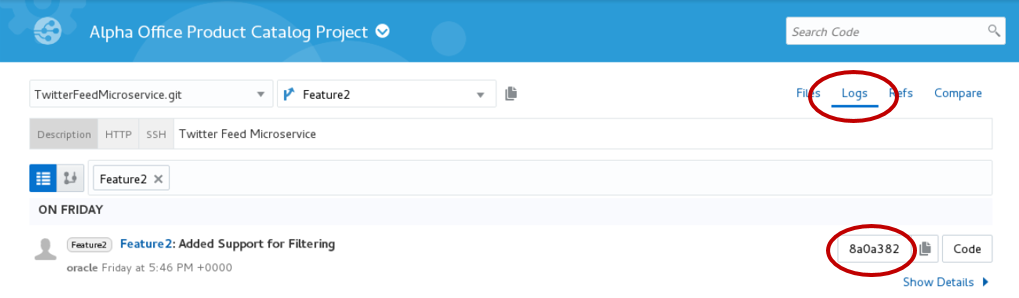 Alpha Office Product Catalog Project
Search Code
TwitterFeedMicroservice.git Feature2 Files Logs Refs Compare
Description HTTP SSH Twitter Feed Microservice
Feature2
ON FRIDAY
Feature2 Feature2: Added Support for Filtering 8a0a382 Code
oracle Friday at 5:46 PM +0000
Show Details